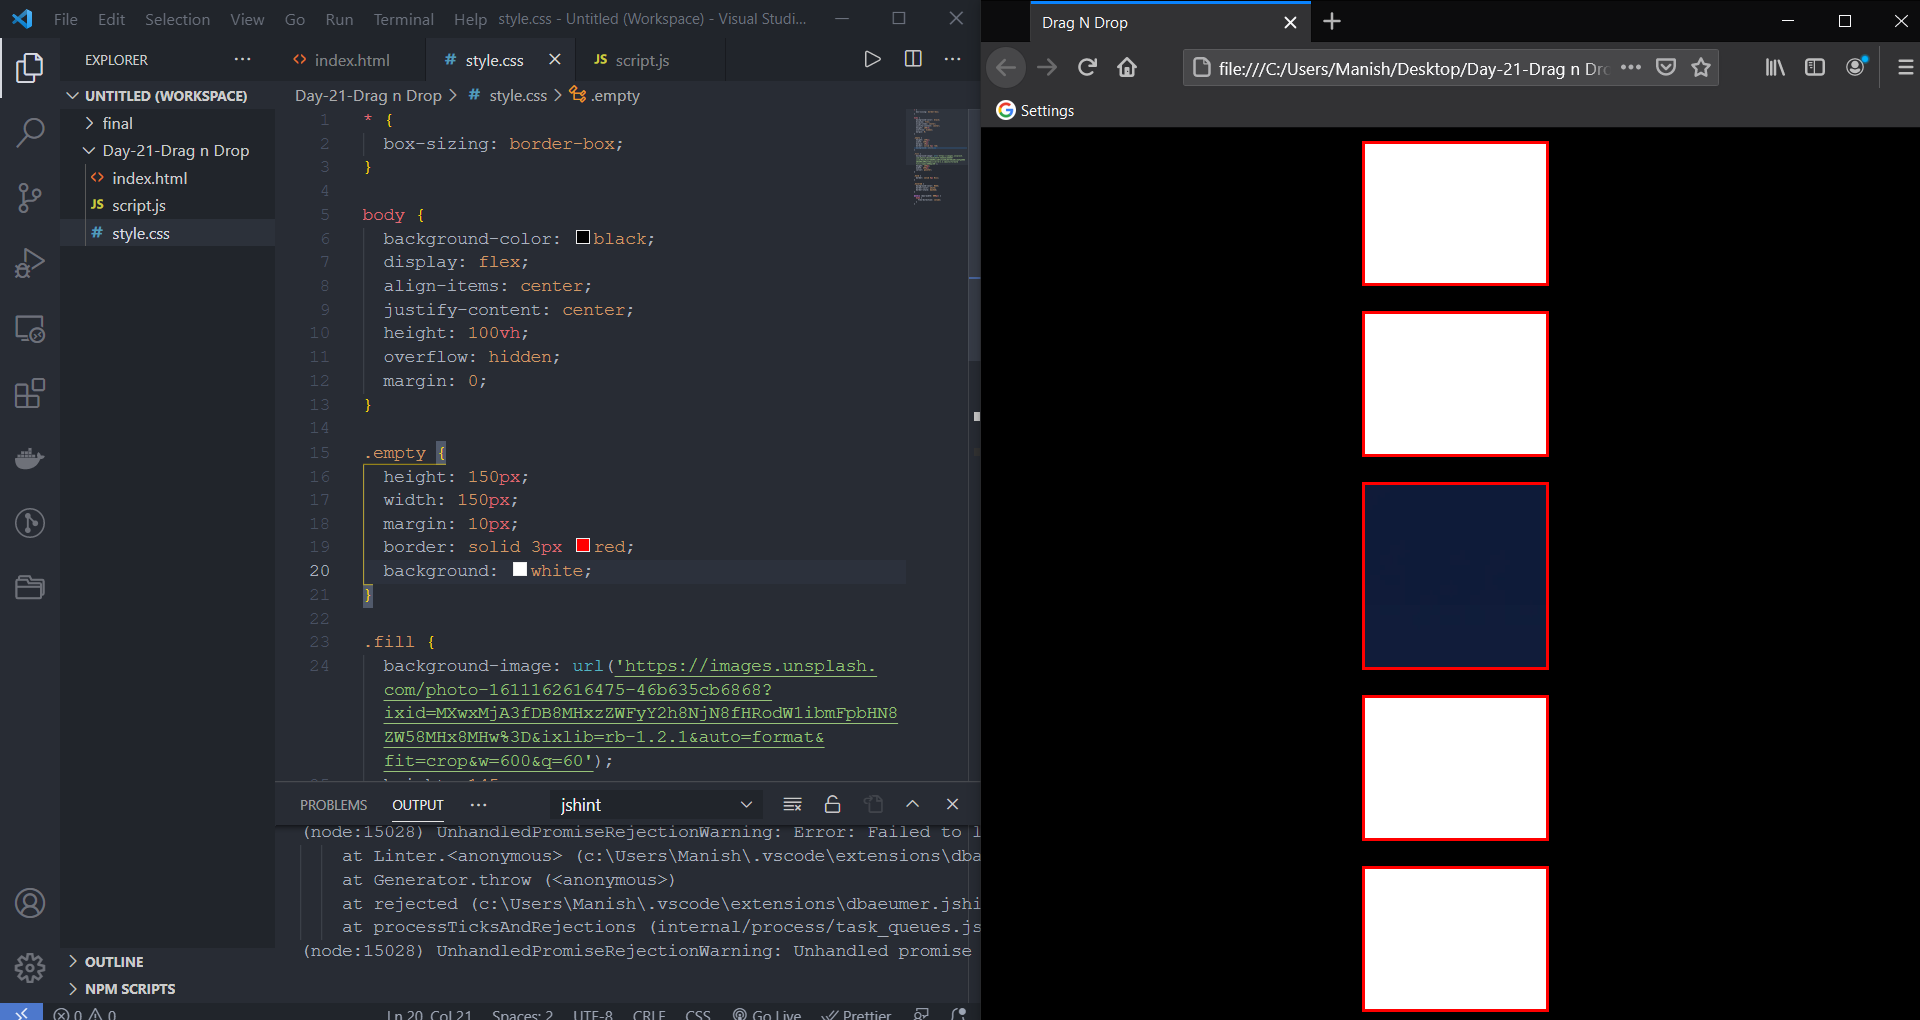 File Edit Selection View Go Run Terminal Help style.css - Untitled (Workspace) - Visual Studi...
EXPLORER
index.html
# style.css
JS script.js
UNTITLED (WORKSPACE)
final
Day-21-Drag n Drop
<> index.html
JS script.js
# style.css
OUTLINE
NPM SCRIPTS
Day-21-Drag n Drop > # style.css > .empty
1 * {
2 box-sizing: border-box;
3 }
4
5 body {
6 background-color: black;
7 display: flex;
8 align-items: center;
9 justify-content: center;
10 height: 100vh;
11 overflow: hidden;
12 margin: 0;
13 }
14
15 .empty {
16 height: 150px;
17 width: 150px;
18 margin: 10px;
19 border: solid 3px red;
20 background: white;
21 }
22
23 .fill {
24 background-image: url('https://images.unsplash.
com/photo-1611162616475-46b635cb6868?
ixid=MXwxMjA3fDB8MHxzZWFyY2h8NjN8fHRodW1ibmFpbHN8
ZW58MHx8MHw%3D&ixlib=rb-1.2.1&auto=format&
fit=crop&w=600&q=60');
PROBLEMS OUTPUT ... jshint
(node:15028) UnhandledPromiseRejectionWarning: Error: Failed to l
at Linter.<anonymous> (c:\Users\Manish\.vscode\extensions\dba
at Generator.throw (<anonymous>)
at rejected (c:\Users\Manish\.vscode\extensions\dbaeumer.jshi
at processTicksAndRejections (internal/process/task_queues.js
(node:15028) UnhandledPromiseRejectionWarning: Unhandled promise
0 0 Ln 20, Col 21 Spaces: 2 UTF-8 CRLF CSS Go Live Prettier
Drag N Drop
file:///C:/Users/Manish/Desktop/Day-21-Drag n Dro
Settings